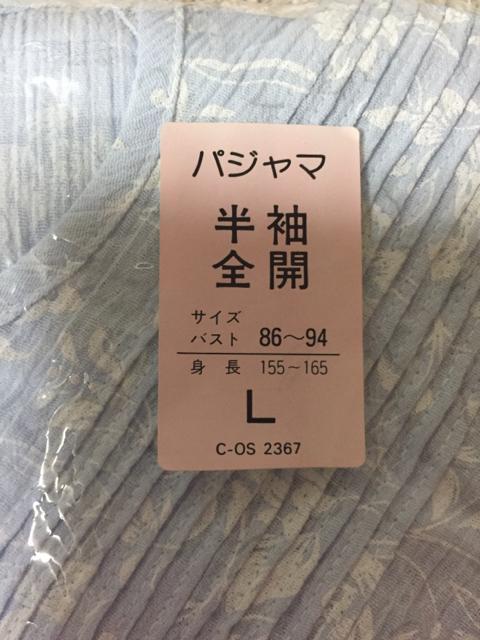 パジャマ
半袖
全開
サイズ
バスト 86〜94
身長 155〜165
L
C-OS 2367